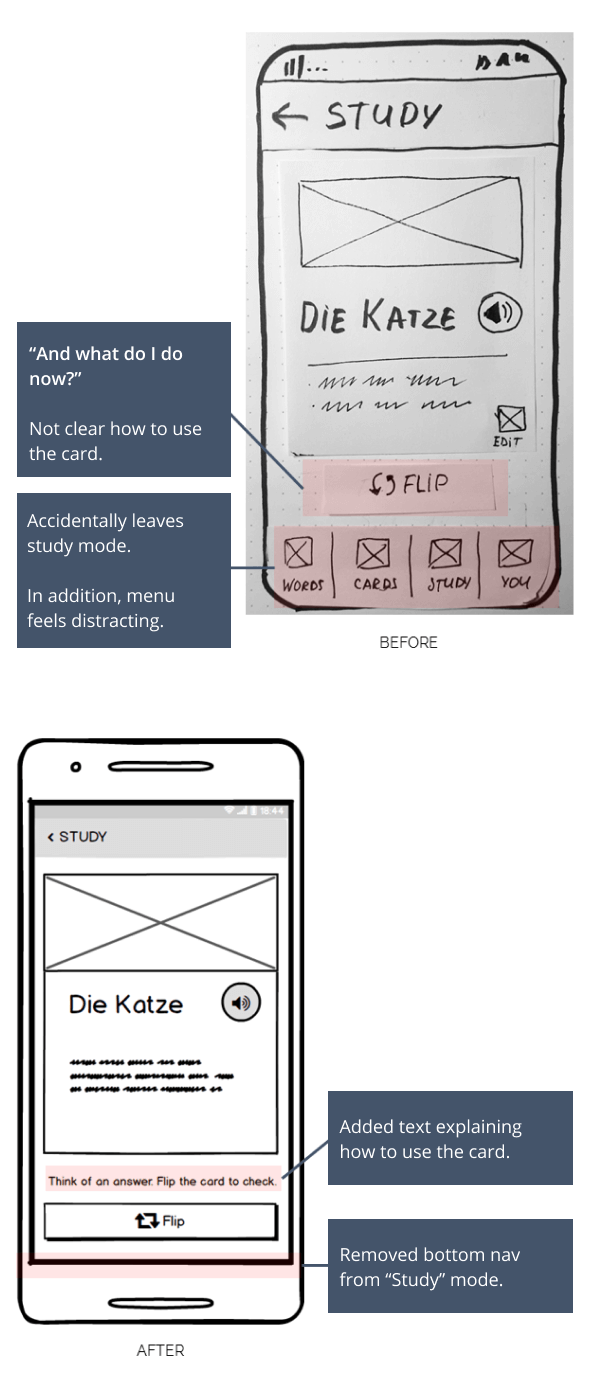 ← STUDY
DiE KATZE
EDiT
FLiP
WORDS CARDS STUDY YOU
“And what do I do
now?”
Not clear how to use
the card.
Accidentally leaves
study mode.
In addition, menu
feels distracting.
BEFORE
18:44
< STUDY
Die Katze
Think of an answer. Flip the card to check.
Flip
Added text explaining
how to use the card.
Removed bottom nav
from “Study” mode.
AFTER